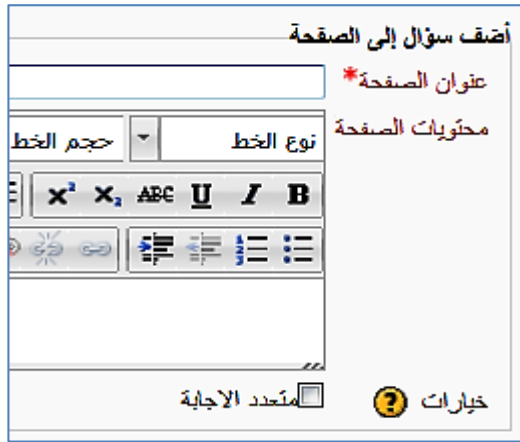 أضف سؤال إلى الصفحة
عنوان الصفحة*
محتويات الصفحة
نوع الخط حجم الخط
B I U ABC x₂ x²
خيارات ? متعدد الاجابة